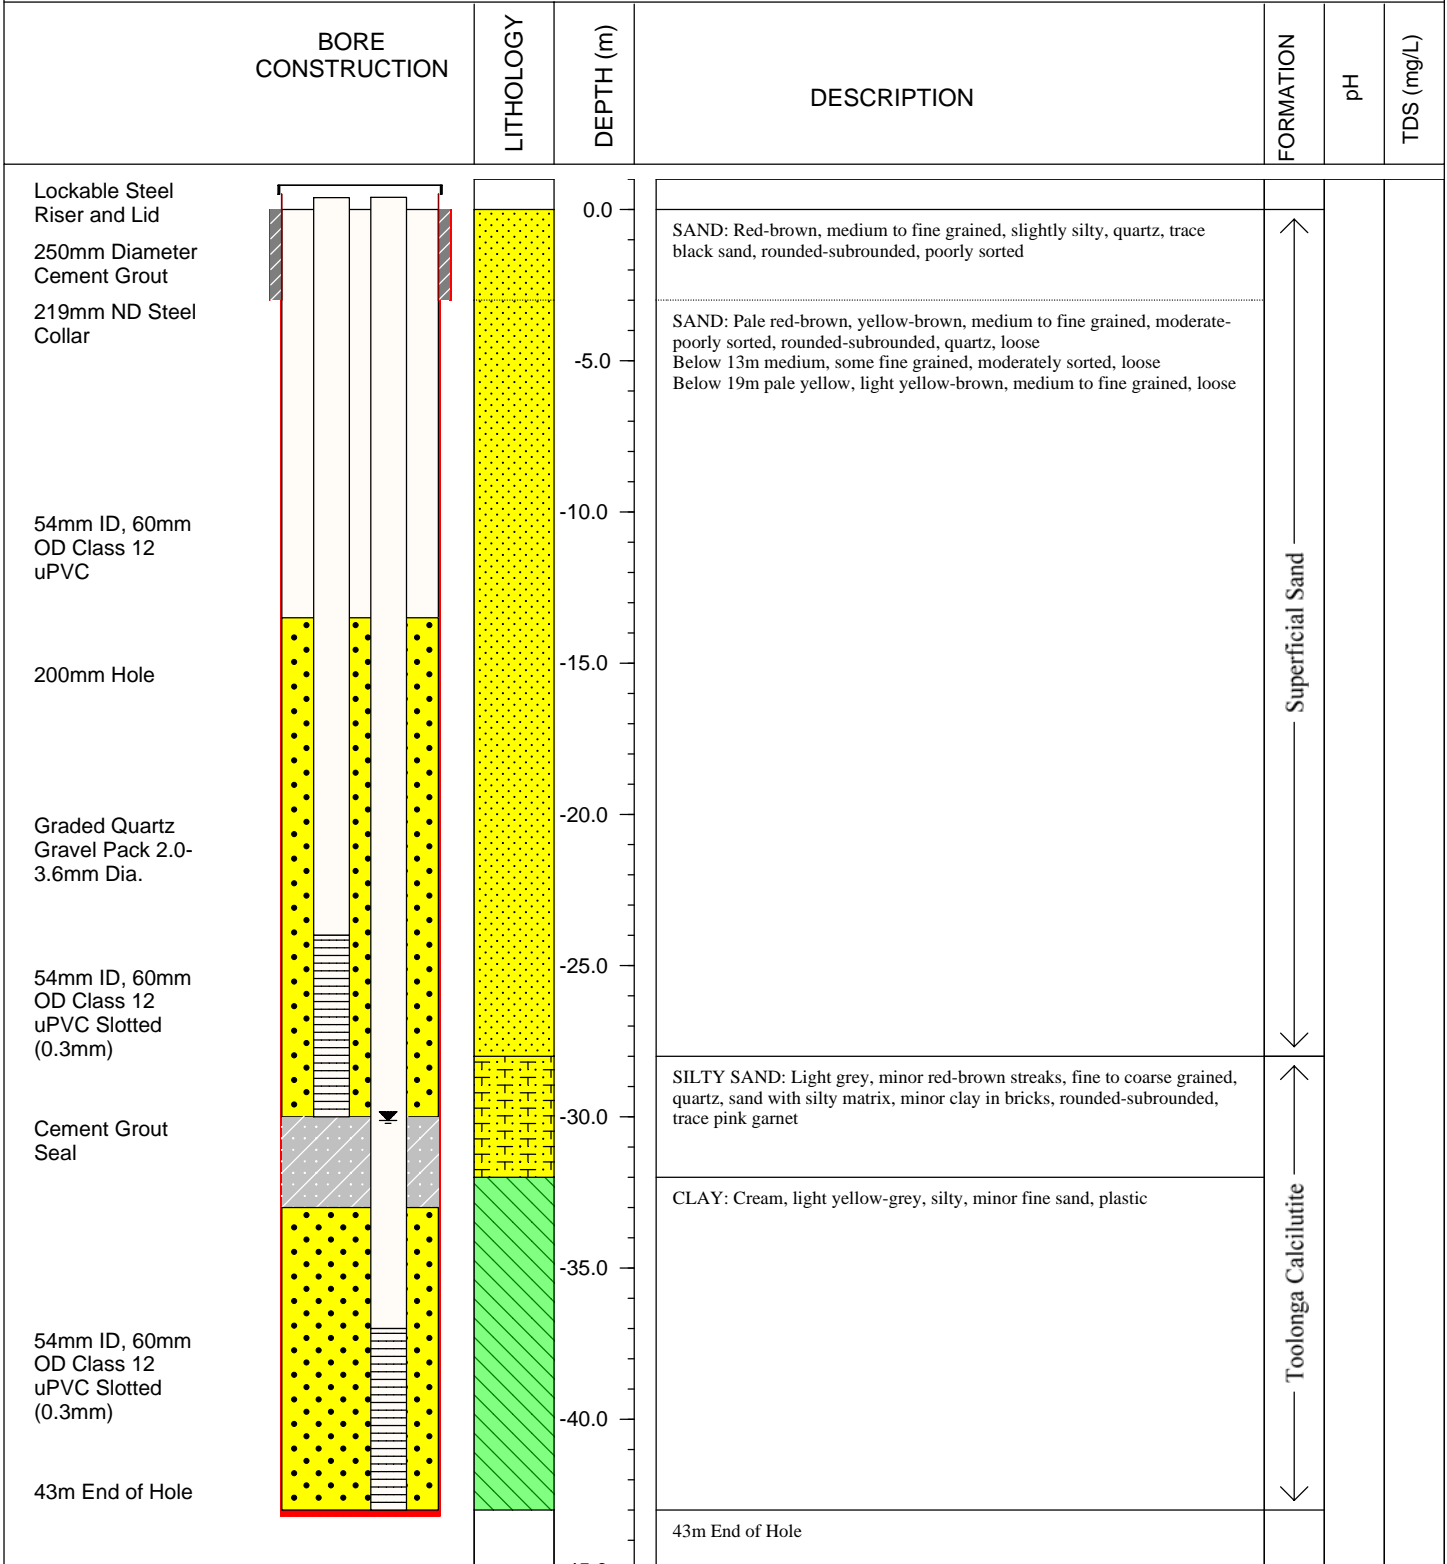 BORE
CONSTRUCTION
LITHOLOGY
DEPTH (m)
DESCRIPTION
FORMATION
pH
TDS (mg/L)
Lockable Steel
Riser and Lid
250mm Diameter
Cement Grout
219mm ND Steel
Collar
54mm ID, 60mm
OD Class 12
uPVC
200mm Hole
Graded Quartz
Gravel Pack 2.0-
3.6mm Dia.
54mm ID, 60mm
OD Class 12
uPVC Slotted
(0.3mm)
Cement Grout
Seal
54mm ID, 60mm
OD Class 12
uPVC Slotted
(0.3mm)
43m End of Hole
0.0
-5.0
-10.0
-15.0
-20.0
-25.0
-30.0
-35.0
-40.0
SAND: Red-brown, medium to fine grained, slightly silty, quartz, trace
black sand, rounded-subrounded, poorly sorted
SAND: Pale red-brown, yellow-brown, medium to fine grained, moderate-
poorly sorted, rounded-subrounded, quartz, loose
Below 13m medium, some fine grained, moderately sorted, loose
Below 19m pale yellow, light yellow-brown, medium to fine grained, loose
SILTY SAND: Light grey, minor red-brown streaks, fine to coarse grained,
quartz, sand with silty matrix, minor clay in bricks, rounded-subrounded,
trace pink garnet
CLAY: Cream, light yellow-grey, silty, minor fine sand, plastic
43m End of Hole
Superficial Sand
Toolonga Calcilutite